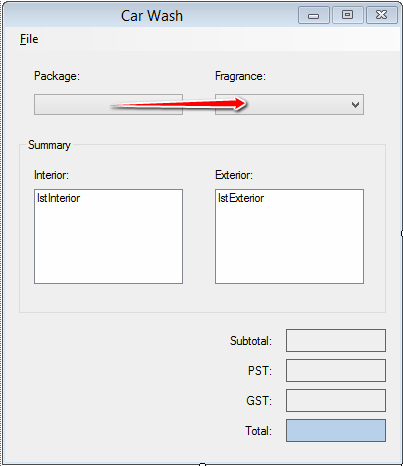 Car Wash
File
Package: Fragrance:
Summary
Interior: Exterior:
lstInterior lstExterior
Subtotal:
PST:
GST:
Total: